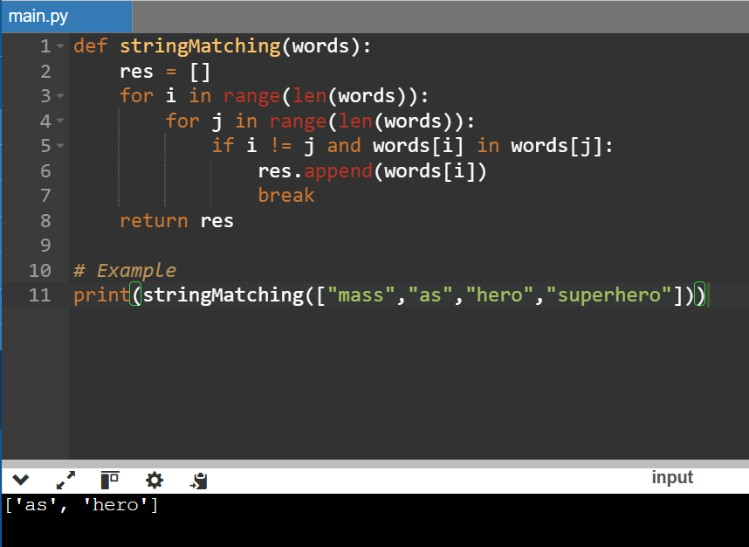 main.py
1 def stringMatching(words):
2     res = []
3     for i in range(len(words)):
4         for j in range(len(words)):
5             if i != j and words[i] in words[j]:
6                 res.append(words[i])
7                 break
8     return res
9
10 # Example
11 print(stringMatching(["mass","as","hero","superhero"]))
input
['as', 'hero']